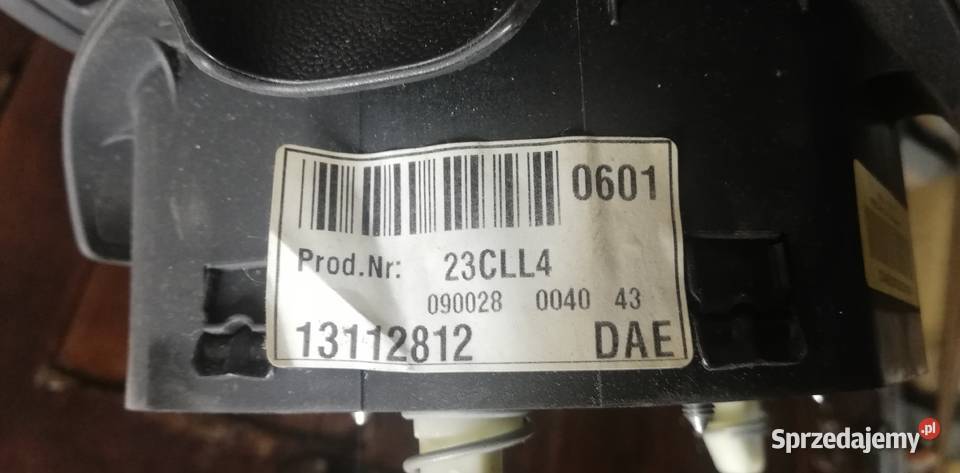 0601
Prod.Nr: 23CLL4
090028 0040 43
13112812 DAE
Sprzedajemy.pl